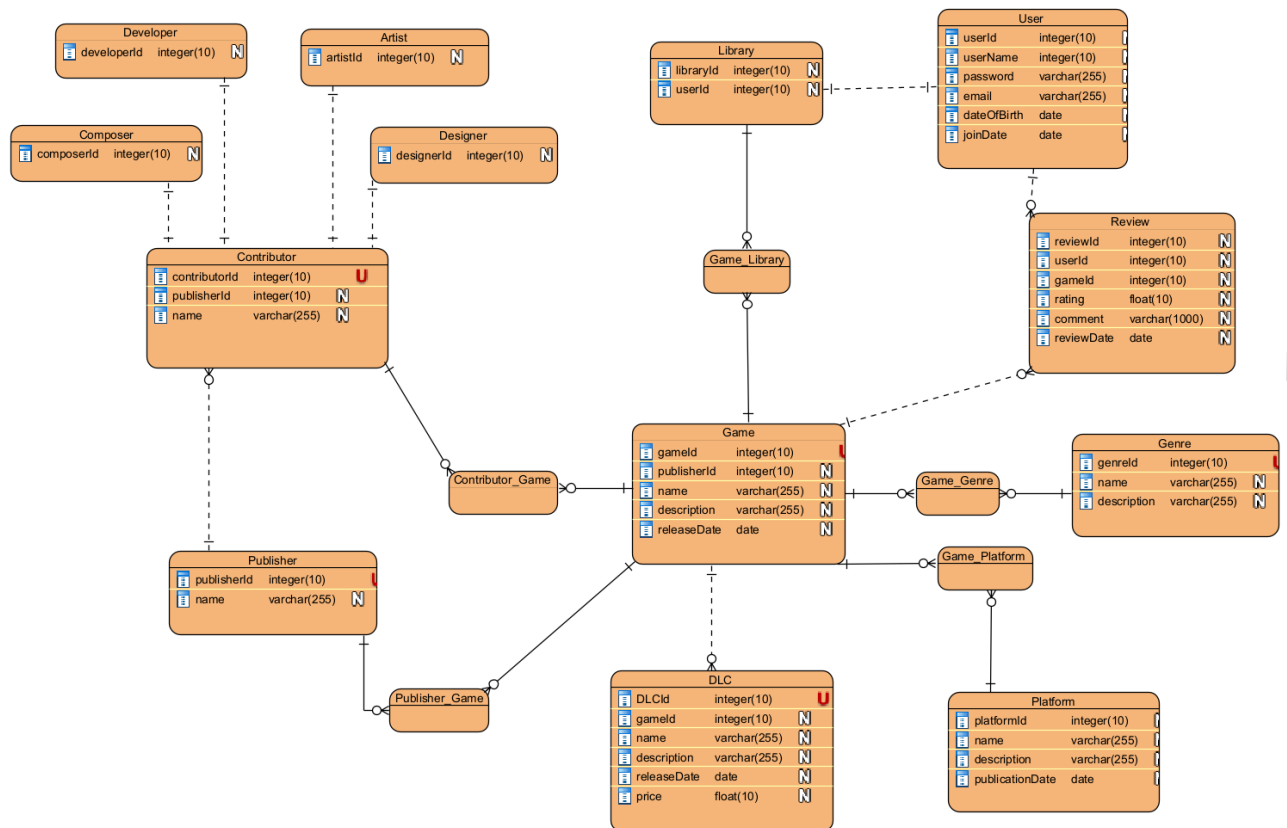 Developer
developerId integer(10) N
Artist
artistId integer(10) N
Composer
composerId integer(10) N
Designer
designerId integer(10) N
Library
libraryId integer(10) N
userId integer(10) N
User
userId integer(10)
userName integer(10)
password varchar(255)
email varchar(255)
dateOfBirth date
joinDate date
Contributor
contributorId integer(10) U
publisherId integer(10) N
name varchar(255) N
Game_Library
Review
reviewId integer(10) N
userId integer(10) N
gameId integer(10) N
rating float(10) N
comment varchar(1000) N
reviewDate date N
Game
gameId integer(10) U
publisherId integer(10) N
name varchar(255) N
description varchar(255) N
releaseDate date N
Contributor_Game
Game_Genre
Genre
genreId integer(10) U
name varchar(255) N
description varchar(255) N
Game_Platform
Publisher
publisherId integer(10) U
name varchar(255) N
Publisher_Game
DLC
DLCId integer(10) U
gameId integer(10) N
name varchar(255) N
description varchar(255) N
releaseDate date N
price float(10) N
Platform
platformId integer(10)
name varchar(255)
description varchar(255)
publicationDate date